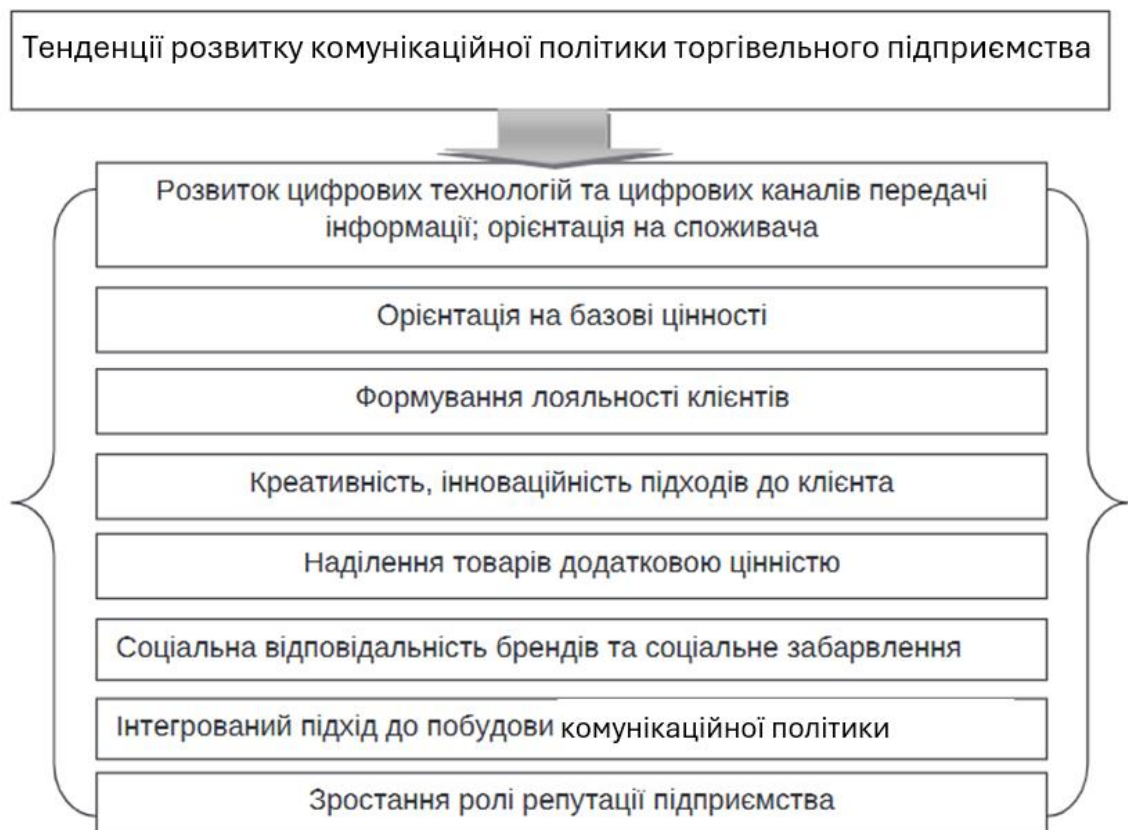 Тенденції розвитку комунікаційної політики торгівельного підприємства
Розвиток цифрових технологій та цифрових каналів передачі
інформації; орієнтація на споживача
Орієнтація на базові цінності
Формування лояльності клієнтів
Креативність, інноваційність підходів до клієнта
Наділення товарів додатковою цінністю
Соціальна відповідальність брендів та соціальне забарвлення
Інтегрований підхід до побудови комунікаційної політики
Зростання ролі репутації підприємства